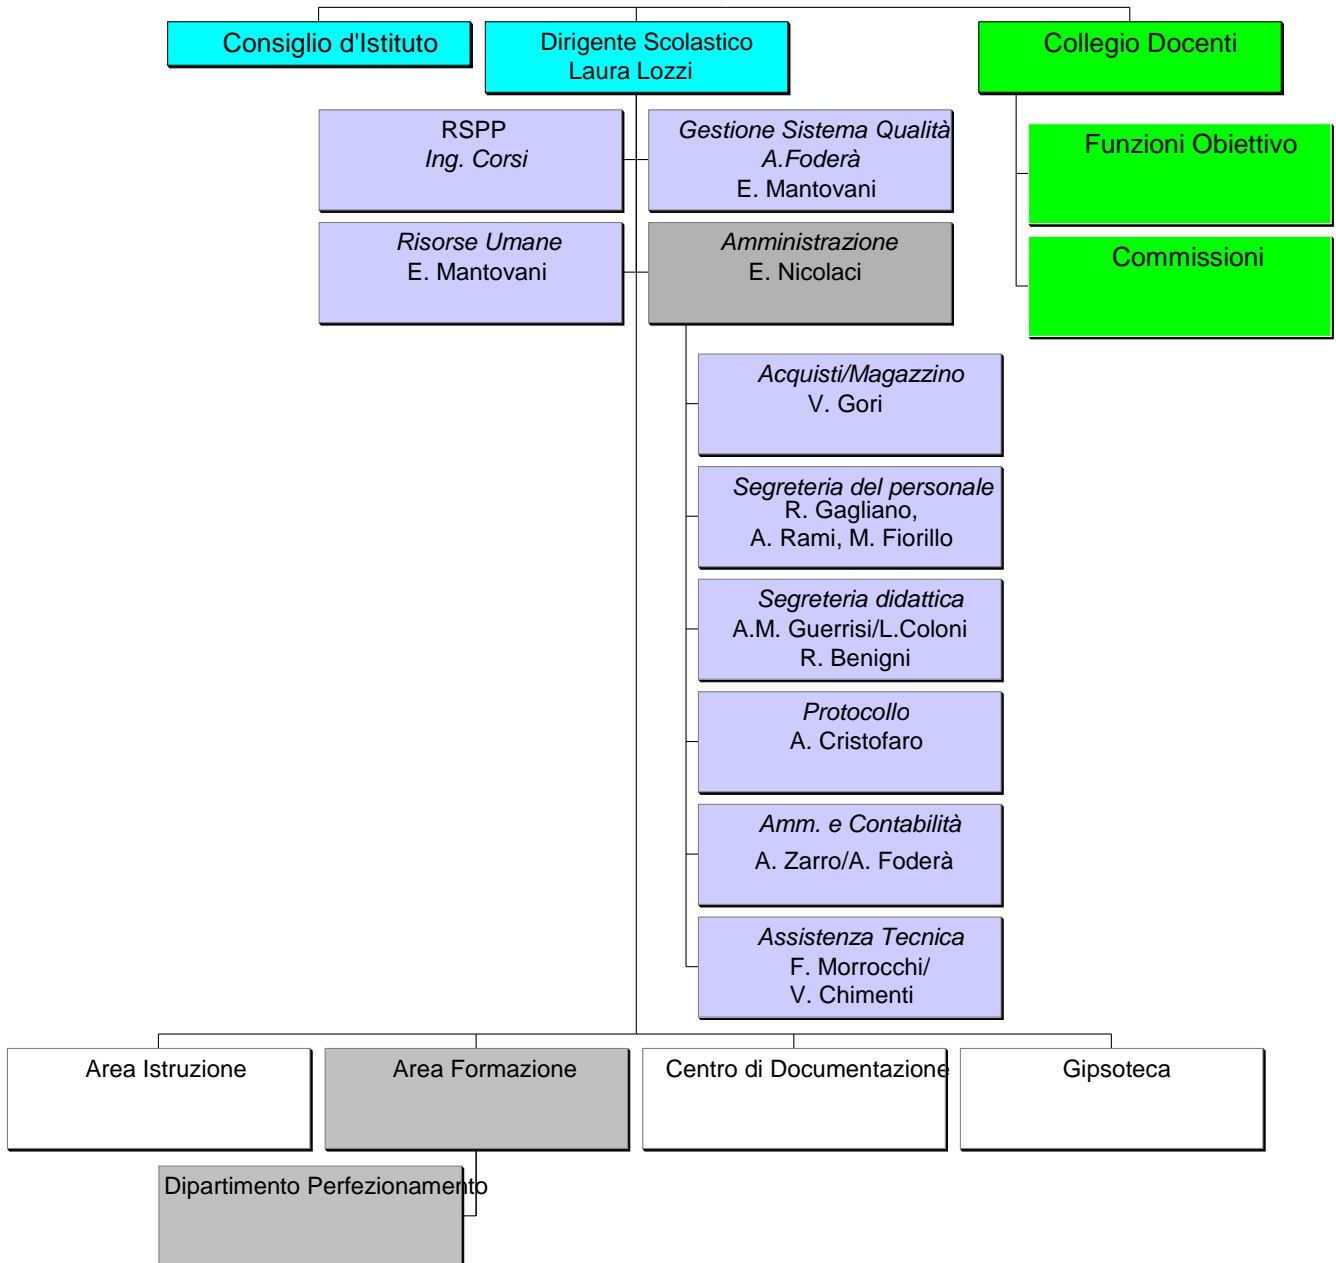 Consiglio d'Istituto
Dirigente Scolastico
Laura Lozzi
Collegio Docenti
RSPP
Ing. Corsi
Gestione Sistema Qualità
A.Foderà
E. Mantovani
Funzioni Obiettivo
Risorse Umane
E. Mantovani
Amministrazione
E. Nicolaci
Commissioni
Acquisti/Magazzino
V. Gori
Segreteria del personale
R. Gagliano,
A. Rami, M. Fiorillo
Segreteria didattica
A.M. Guerrisi/L.Coloni
R. Benigni
Protocollo
A. Cristofaro
Amm. e Contabilità
A. Zarro/A. Foderà
Assistenza Tecnica
F. Morrocchi/
V. Chimenti
Area Istruzione
Area Formazione
Centro di Documentazione
Gipsoteca
Dipartimento Perfezionamento